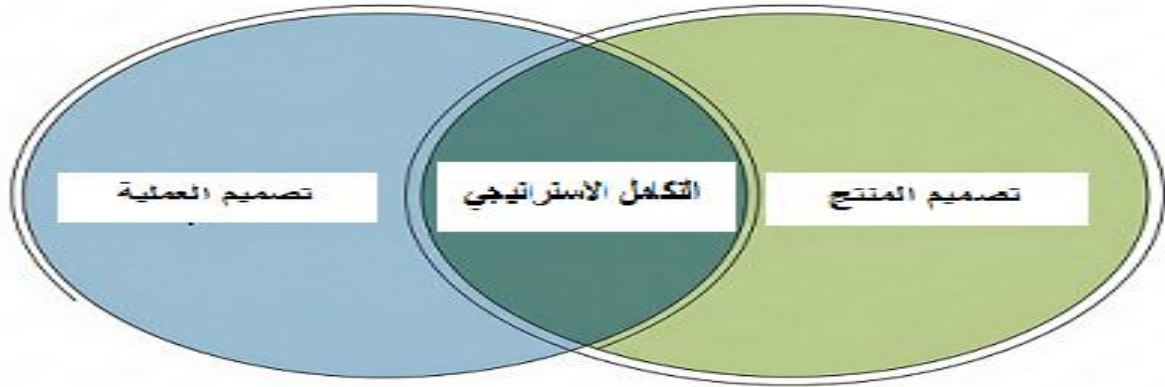 تصميم المنتج
التكامل الاستراتيجي
تصميم العملية